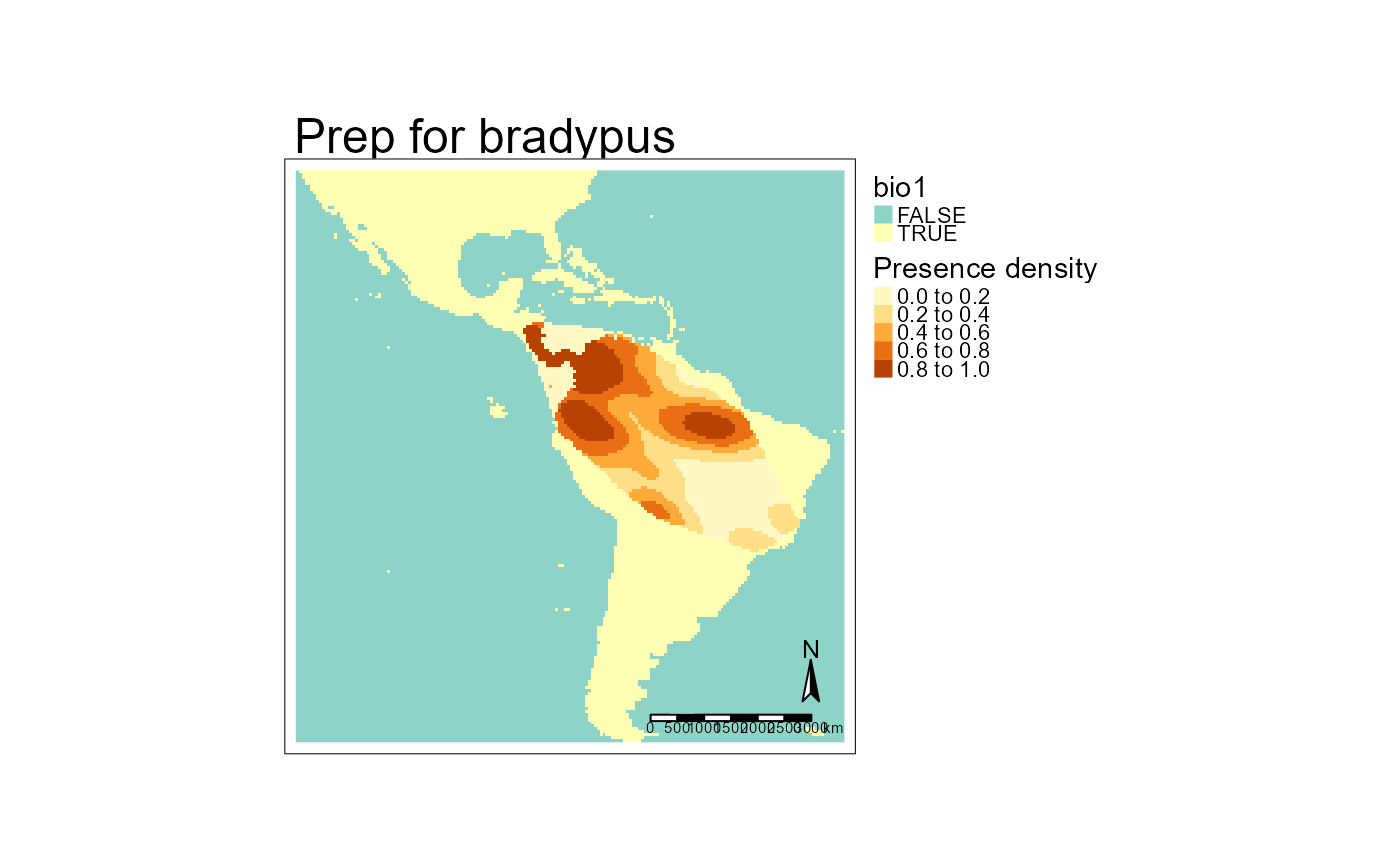 Prep for bradypus
bio1
FALSE
TRUE
Presence density
0.0 to 0.2
0.2 to 0.4
0.4 to 0.6
0.6 to 0.8
0.8 to 1.0
N
0 500 1000 1500 2000 2500 3000 km